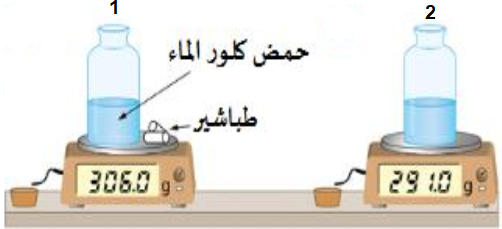 1
2
حمض كلور الماء
طباشير
306.0 g
291.0 g